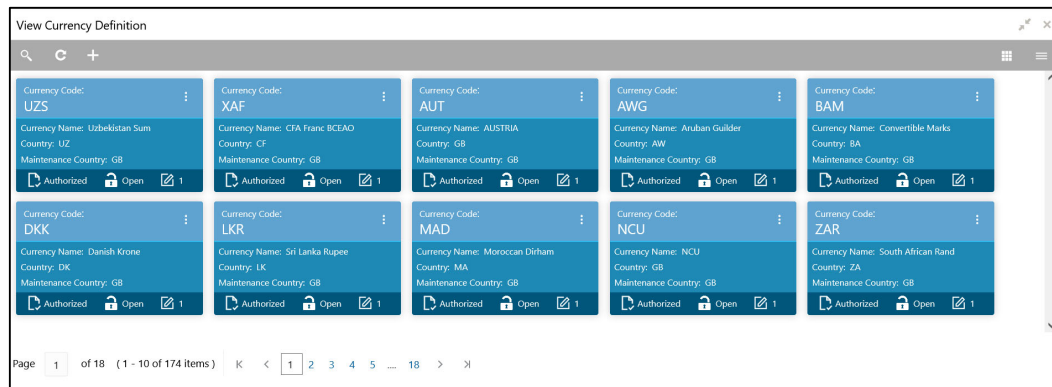 View Currency Definition
Currency Code: Currency Code: Currency Code: Currency Code: Currency Code:
UZS XAF AUT AWG BAM
Currency Name: Uzbekistan Sum Currency Name: CFA Franc BCEAO Currency Name: AUSTRIA Currency Name: Aruban Guilder Currency Name: Convertible Marks
Country: UZ Country: CF Country: GB Country: AW Country: BA
Maintenance Country: GB Maintenance Country: GB Maintenance Country: GB Maintenance Country: GB Maintenance Country: GB
Authorized Open 1 Authorized Open 1 Authorized Open 1 Authorized Open 1 Authorized Open 1
Currency Code: Currency Code: Currency Code: Currency Code: Currency Code:
DKK LKR MAD NCU ZAR
Currency Name: Danish Krone Currency Name: Sri Lanka Rupee Currency Name: Moroccan Dirham Currency Name: NCU Currency Name: South African Rand
Country: DK Country: LK Country: MA Country: GB Country: ZA
Maintenance Country: GB Maintenance Country: GB Maintenance Country: GB Maintenance Country: GB Maintenance Country: GB
Authorized Open 1 Authorized Open 1 Authorized Open 1 Authorized Open 1 Authorized Open 1
Page 1 of 18 ( 1 - 10 of 174 items ) 1 2 3 4 5 .... 18